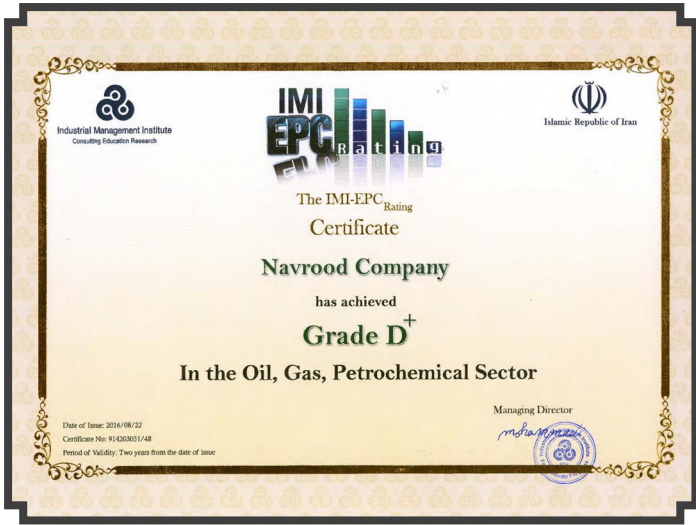 Industrial Management Institute
Consulting Education Research
IMI
EPC
Rating
Islamic Republic of Iran
The IMI-EPC Rating
Certificate
Navrood Company
has achieved
Grade D+
In the Oil, Gas, Petrochemical Sector
Managing Director
Date of Issue: 2016/08/22
Certificate No: 914203051/48
Period of Validity: Two years from the date of issue